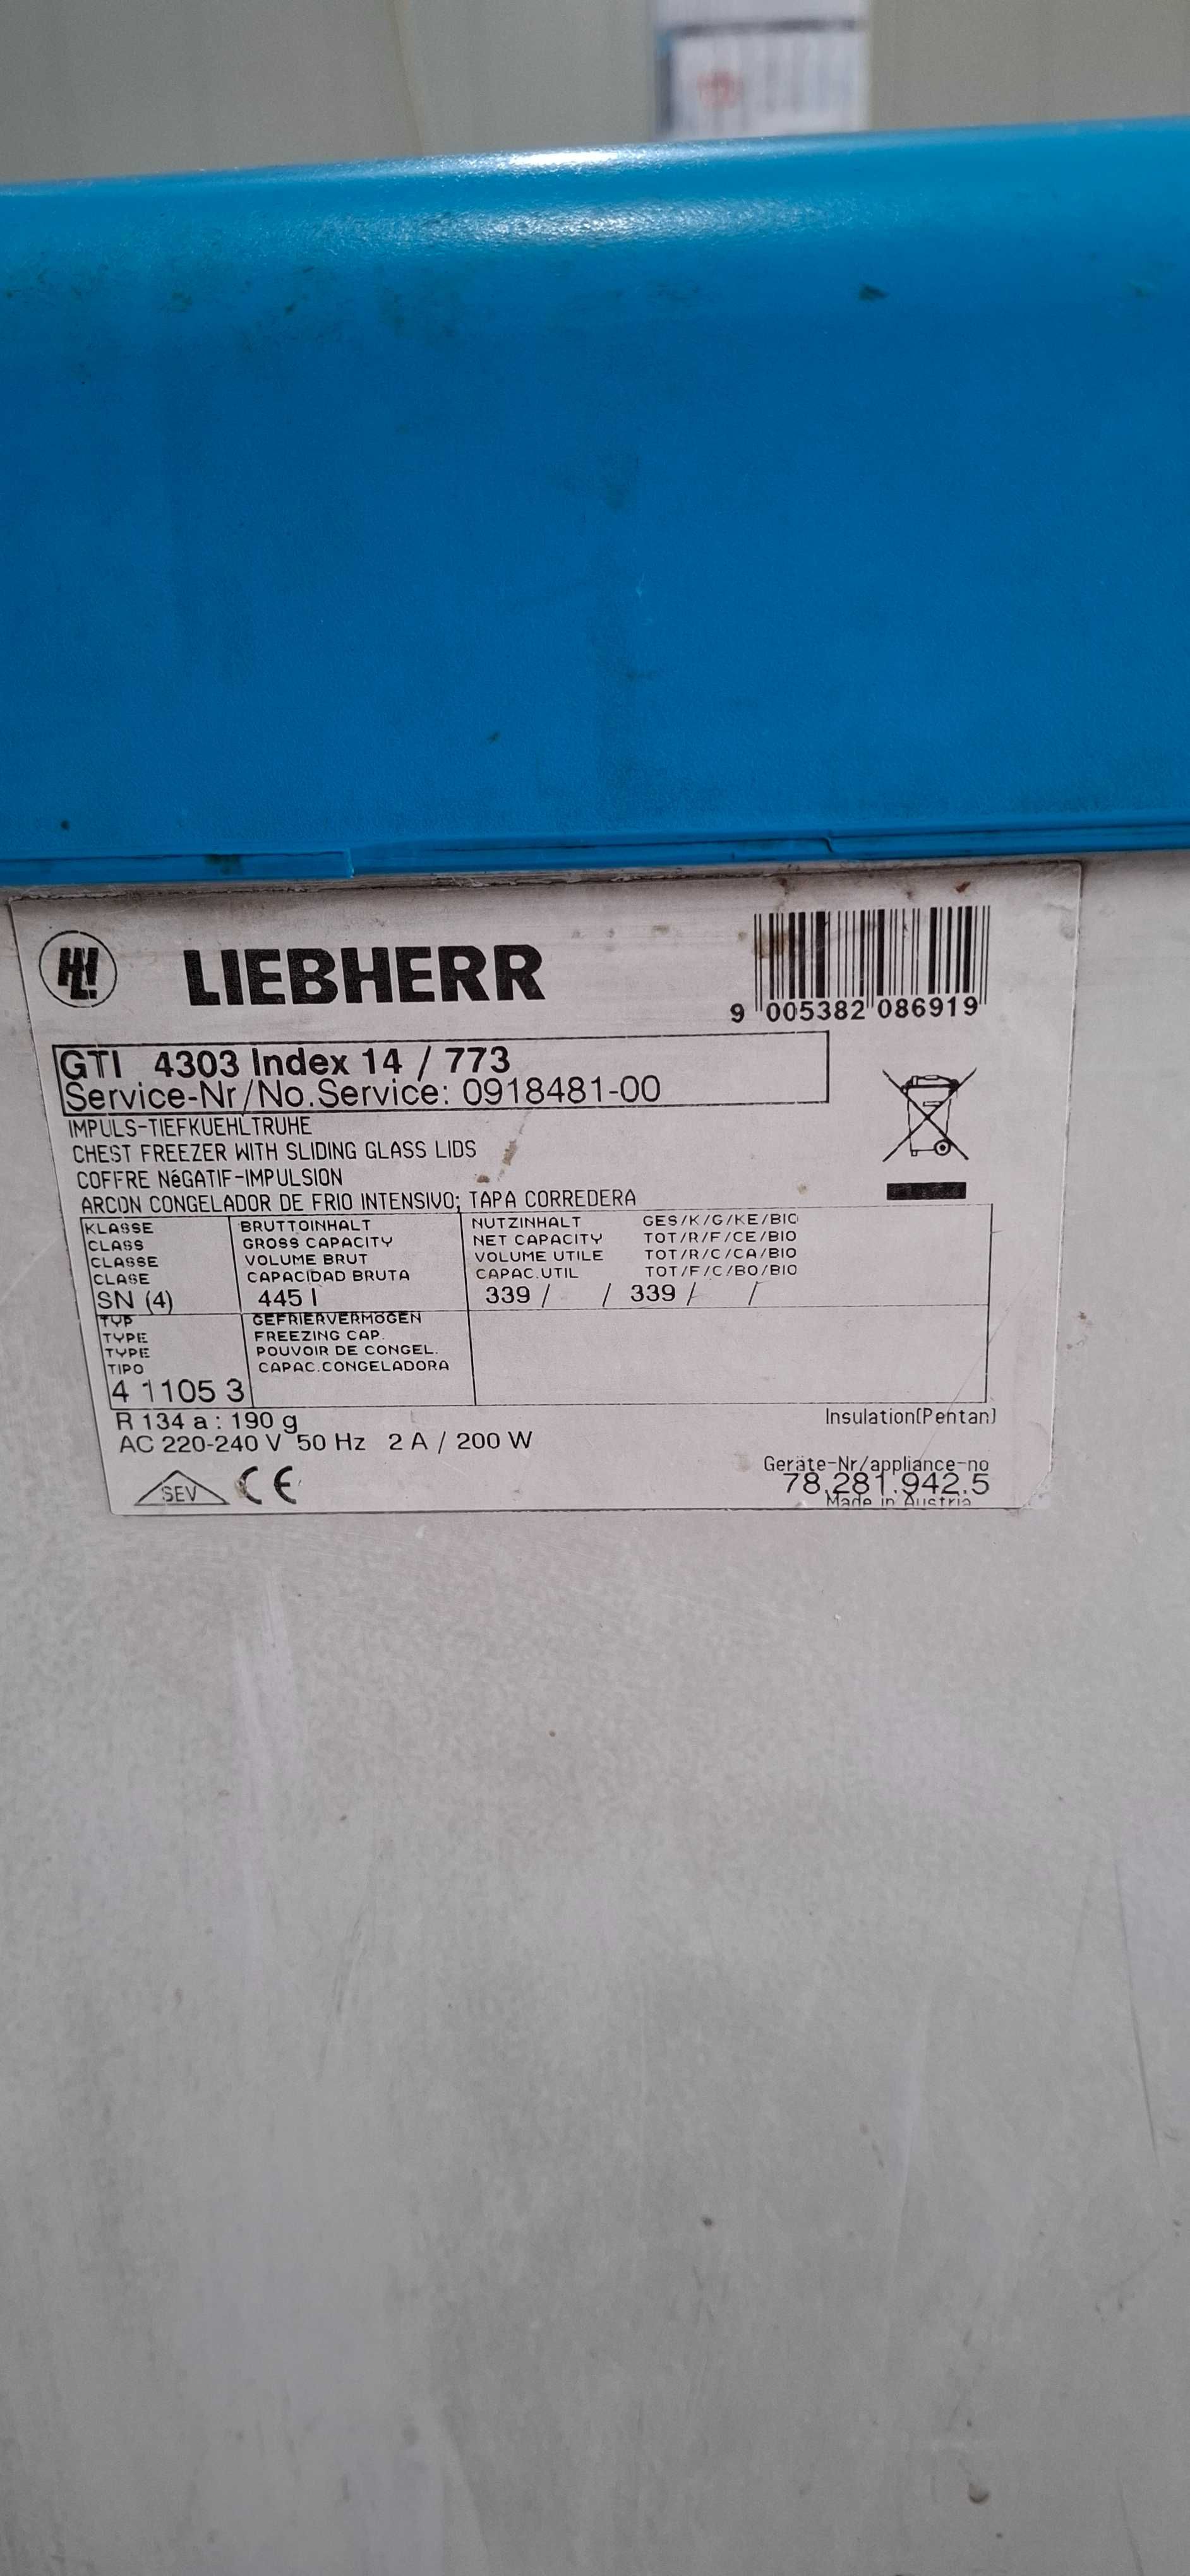 HL!
LIEBHERR
9 005382 086919
GTI 4303 Index 14 / 773
Service-Nr/No.Service: 0918481-00
IMPULS-TIEFKUEHLTRUHE
CHEST FREEZER WITH SLIDING GLASS LIDS
COFFRE NéGATIF-IMPULSION
ARCON CONGELADOR DE FRIO INTENSIVO; TAPA CORREDERA
KLASSE BRUTTOINHALT NUTZINHALT GES/K/G/KE/BIO
CLASS GROSS CAPACITY NET CAPACITY TOT/R/F/CE/BIO
CLASSE VOLUME BRUT VOLUME UTILE TOT/R/C/CA/BIO
CLASE CAPACIDAD BRUTA CAPAC.UTIL TOT/F/C/BO/BIO
SN (4) 445 l 339 / / 339 / /
TYP GEFRIERVERMÖGEN
TYPE FREEZING CAP.
TYPE POUVOIR DE CONGEL.
TIPO CAPAC.CONGELADORA
4 1105 3
R 134 a : 190 g Insulation(Pentan)
AC 220-240 V 50 Hz 2 A / 200 W
Geräte-Nr/appliance-no
SEV CE 78.281.942.5
Made in Austria